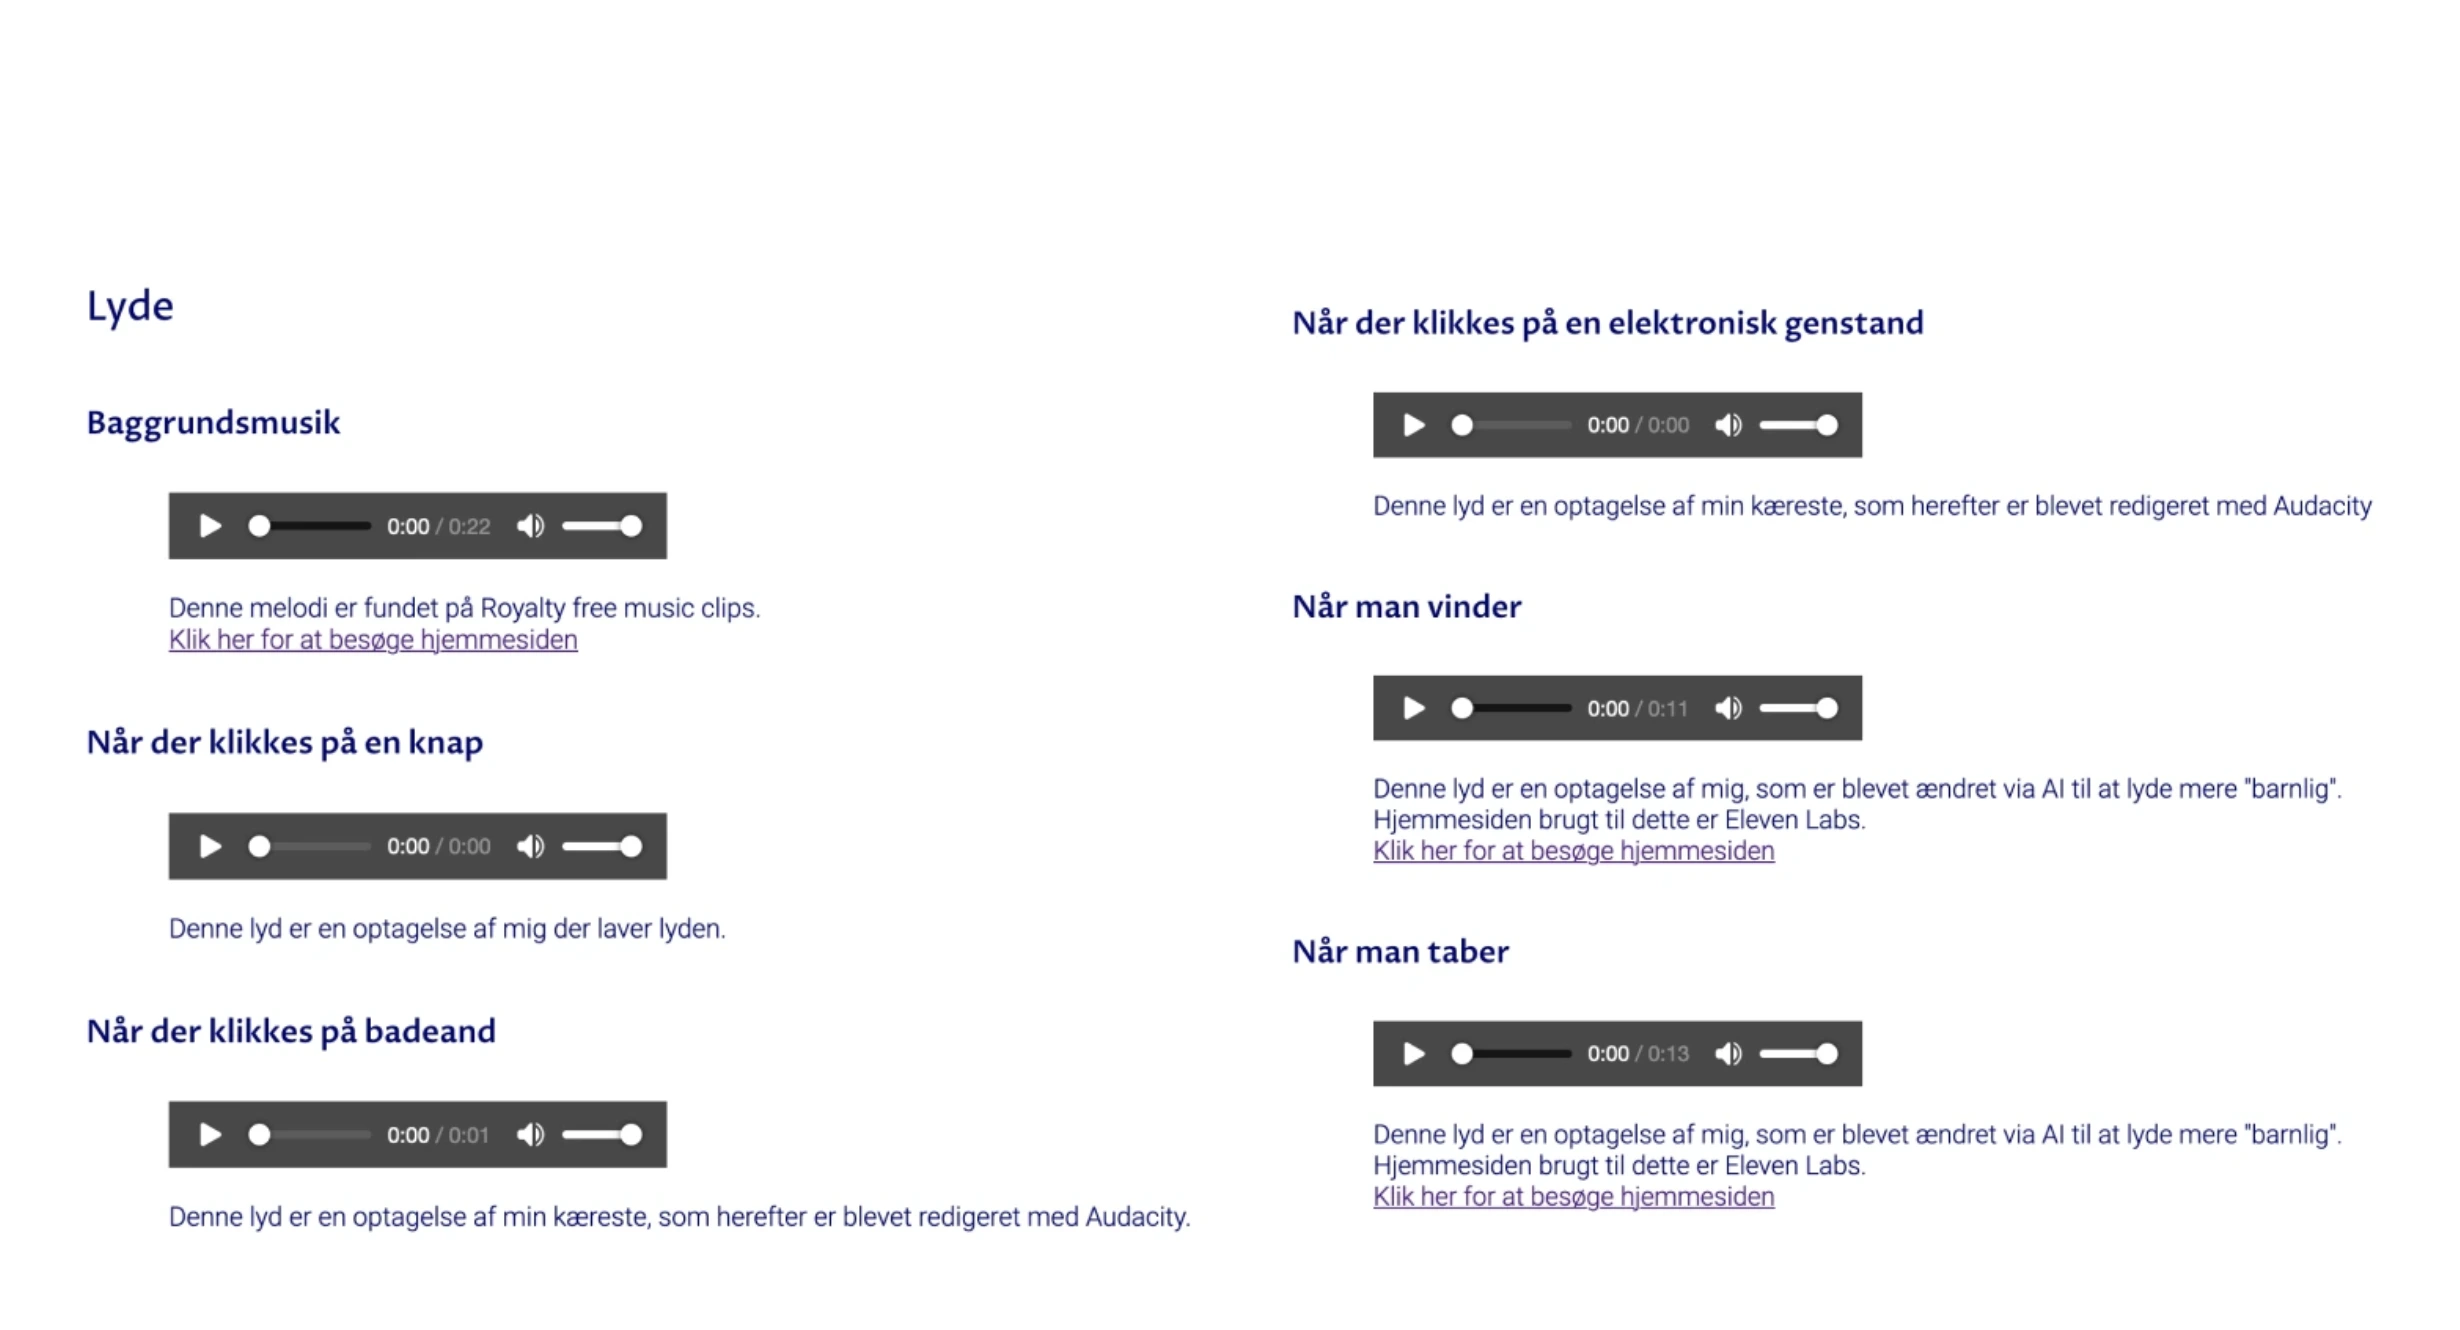 Lyde
Baggrundsmusik
0:00 / 0:22
Denne melodi er fundet på Royalty free music clips.
Klik her for at besøge hjemmesiden
Når der klikkes på en knap
0:00 / 0:00
Denne lyd er en optagelse af mig der laver lyden.
Når der klikkes på badeand
0:00 / 0:01
Denne lyd er en optagelse af min kæreste, som herefter er blevet redigeret med Audacity.
Når der klikkes på en elektronisk genstand
0:00 / 0:00
Denne lyd er en optagelse af min kæreste, som herefter er blevet redigeret med Audacity
Når man vinder
0:00 / 0:11
Denne lyd er en optagelse af mig, som er blevet ændret via AI til at lyde mere "barnlig".
Hjemmesiden brugt til dette er Eleven Labs.
Klik her for at besøge hjemmesiden
Når man taber
0:00 / 0:13
Denne lyd er en optagelse af mig, som er blevet ændret via AI til at lyde mere "barnlig".
Hjemmesiden brugt til dette er Eleven Labs.
Klik her for at besøge hjemmesiden